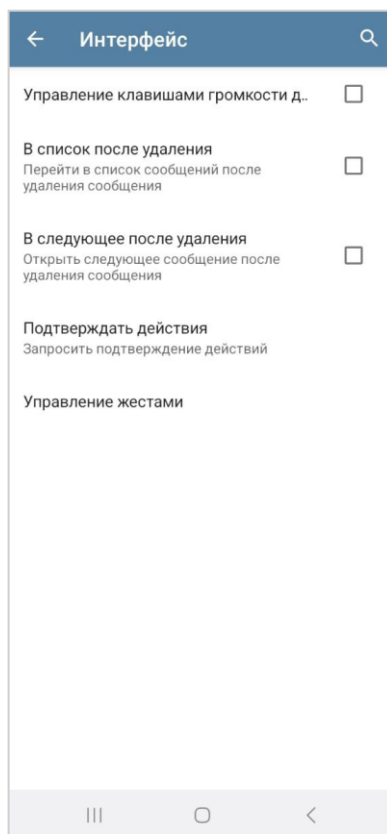 Интерфейс
Управление клавишами громкости д..
В список после удаления
Перейти в список сообщений после
удаления сообщения
В следующее после удаления
Открыть следующее сообщение после
удаления сообщения
Подтверждать действия
Запросить подтверждение действий
Управление жестами